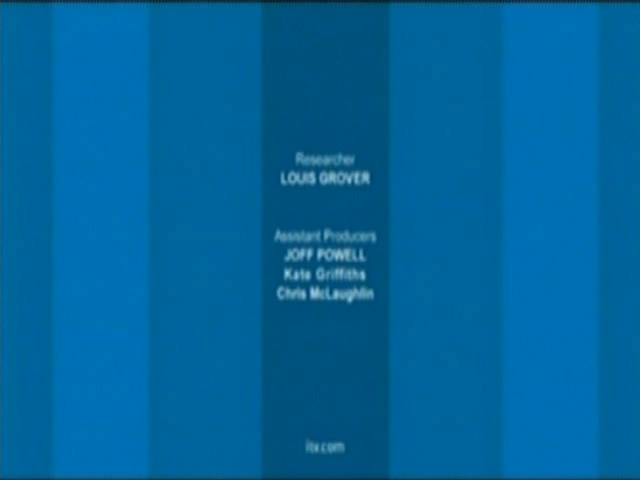 Researcher
LOUIS GROVER
Assistant Producers
JOFF POWELL
Kate Griffiths
Chris McLaughlin
itv.com